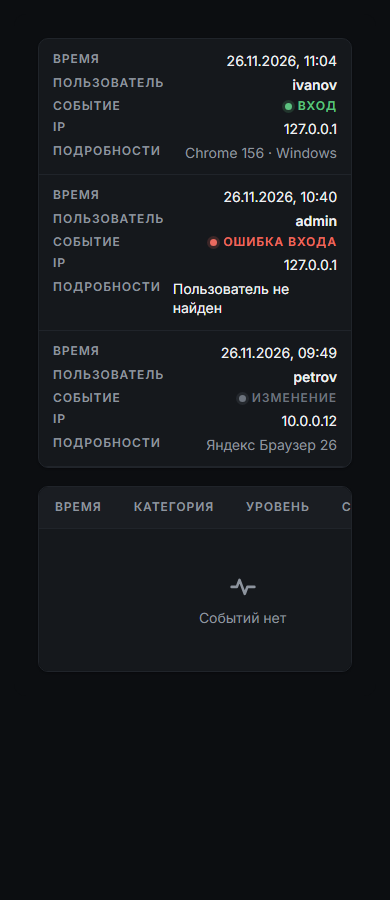 ВРЕМЯ 26.11.2026, 11:04
ПОЛЬЗОВАТЕЛЬ ivanov
СОБЫТИЕ ВХОД
IP 127.0.0.1
ПОДРОБНОСТИ Chrome 156 · Windows
ВРЕМЯ 26.11.2026, 10:40
ПОЛЬЗОВАТЕЛЬ admin
СОБЫТИЕ ОШИБКА ВХОДА
IP 127.0.0.1
ПОДРОБНОСТИ Пользователь не
найден
ВРЕМЯ 26.11.2026, 09:49
ПОЛЬЗОВАТЕЛЬ petrov
СОБЫТИЕ ИЗМЕНЕНИЕ
IP 10.0.0.12
ПОДРОБНОСТИ Яндекс Браузер 26
ВРЕМЯ КАТЕГОРИЯ УРОВЕНЬ С
Событий нет